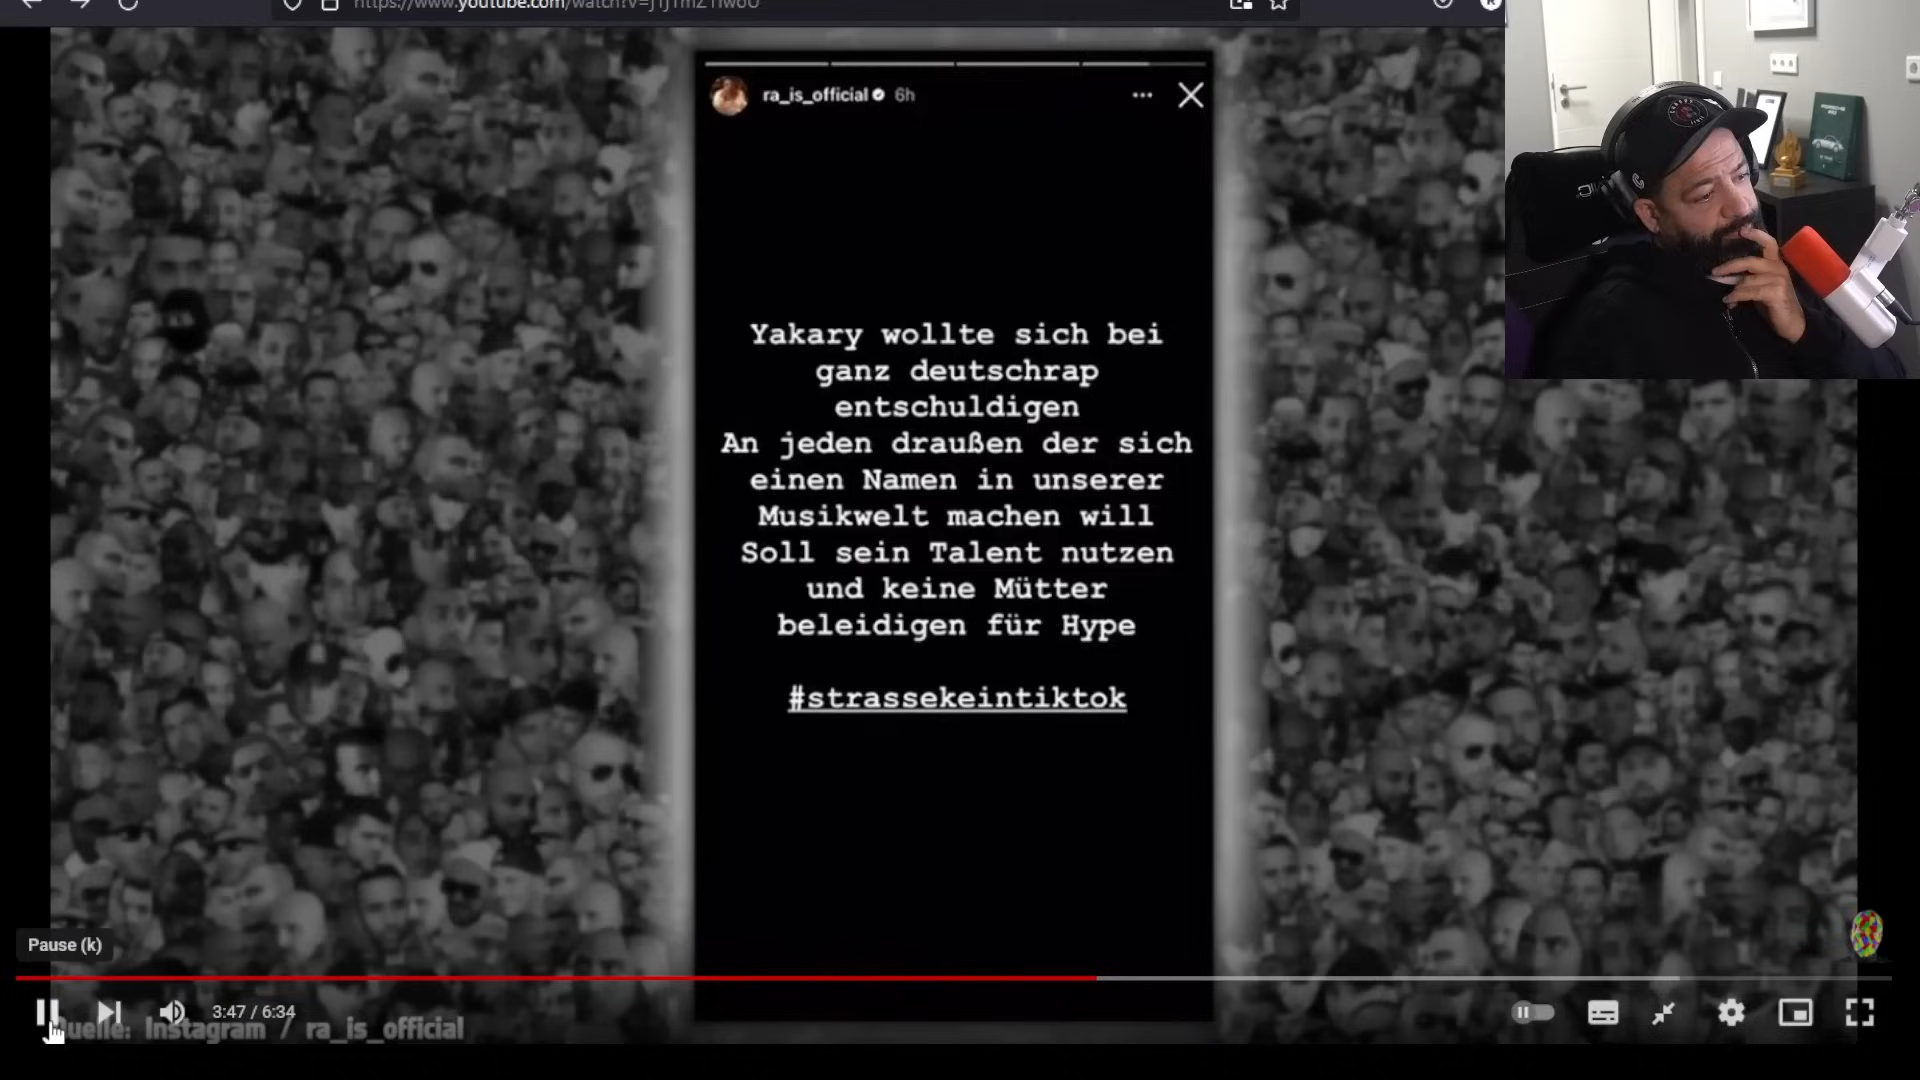 ra_is_official 6h
Yakary wollte sich bei
ganz deutschrap
entschuldigen
An jeden draußen der sich
einen Namen in unserer
Musikwelt machen will
Soll sein Talent nutzen
und keine Mütter
beleidigen für Hype
#strassekeintiktok
Pause (k)
3:47 / 6:34
Instagram / ra_is_official